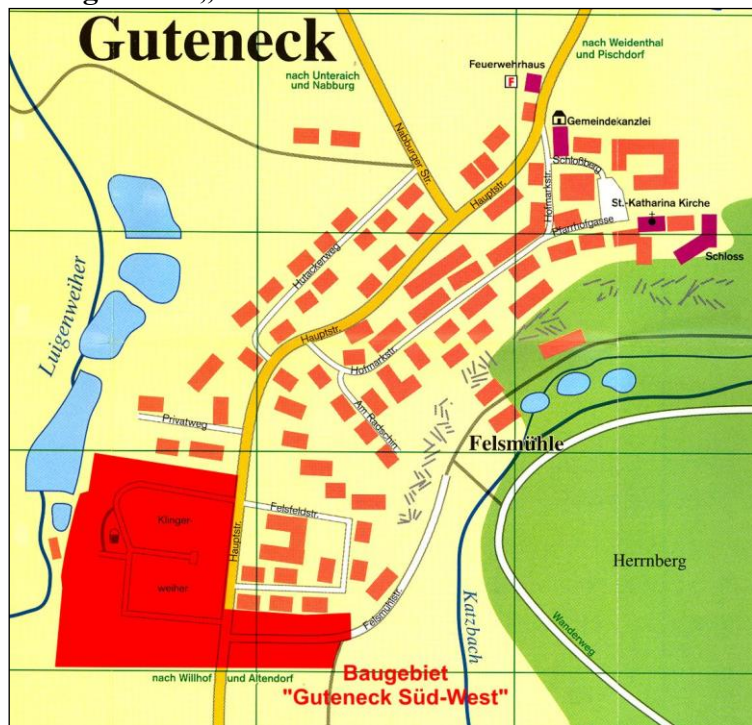 Guteneck
nach Weidenthal
und Pischdorf
Feuerwehrhaus
F
nach Unteraich
und Nabburg
Gemeindekanzlei
Nabburger Str.
Schloßberg
Hofmarkstr.
Hauptstr.
St.-Katharina Kirche
Pfarrhofgasse
Schloss
Hutackerweg
Luigenweiher
Hauptstr.
Hofmarkstr.
Am Radschin
Privatweg
Felsmühle
Felsfeldstr.
Klinger-
weiher
Hauptstr.
Herrnberg
Felsmühlstr.
Katzbach
Wanderweg
nach Willhof und Altendorf
nach Willhof
Baugebiet
"Guteneck Süd-West"